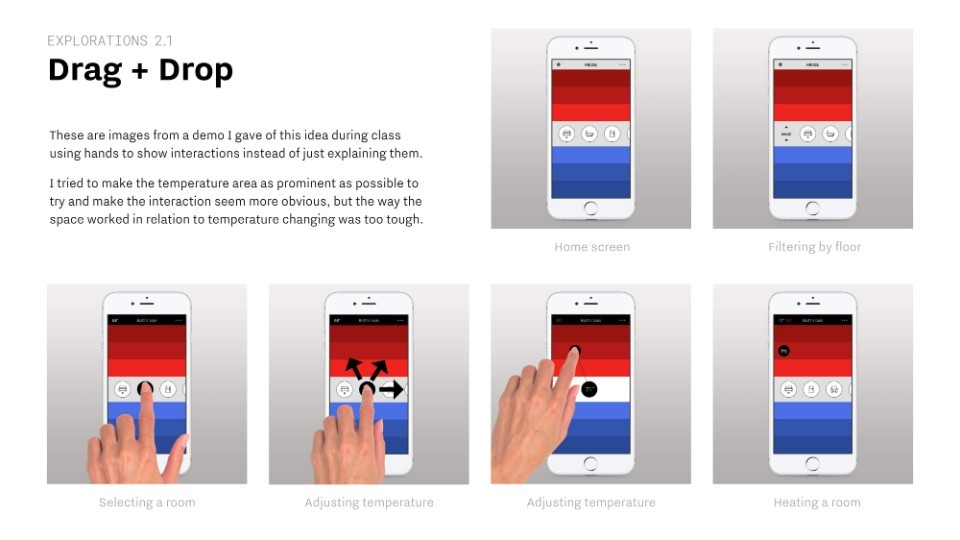 EXPLORATIONS 2.1
Drag + Drop
These are images from a demo I gave of this idea during class
using hands to show interactions instead of just explaining them.
I tried to make the temperature area as prominent as possible to
try and make the interaction seem more obvious, but the way the
space worked in relation to temperature changing was too tough.
Home screen
Filtering by floor
Selecting a room
Adjusting temperature
Adjusting temperature
Heating a room